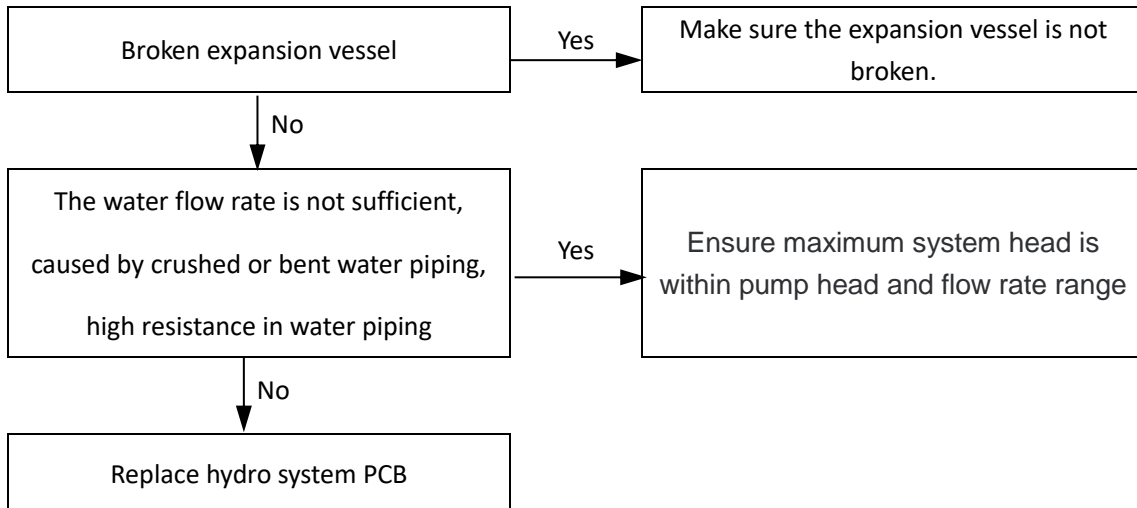 Broken expansion vessel
Yes
Make sure the expansion vessel is not
broken.
No
The water flow rate is not sufficient,
caused by crushed or bent water piping,
high resistance in water piping
Yes
Ensure maximum system head is
within pump head and flow rate range
No
Replace hydro system PCB